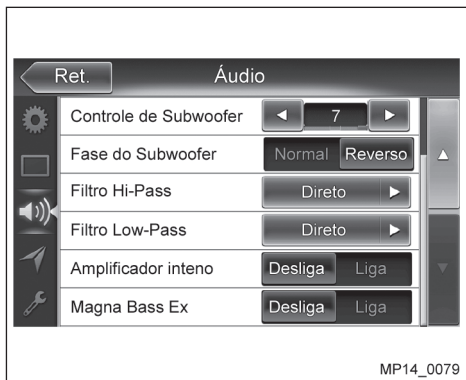 Ret. Áudio
Controle de Subwoofer ◄ 7 ►
Fase do Subwoofer Normal Reverso
Filtro Hi-Pass Direto ►
Filtro Low-Pass Direto ►
Amplificador inteno Desliga Liga
Magna Bass Ex Desliga Liga
MP14_0079